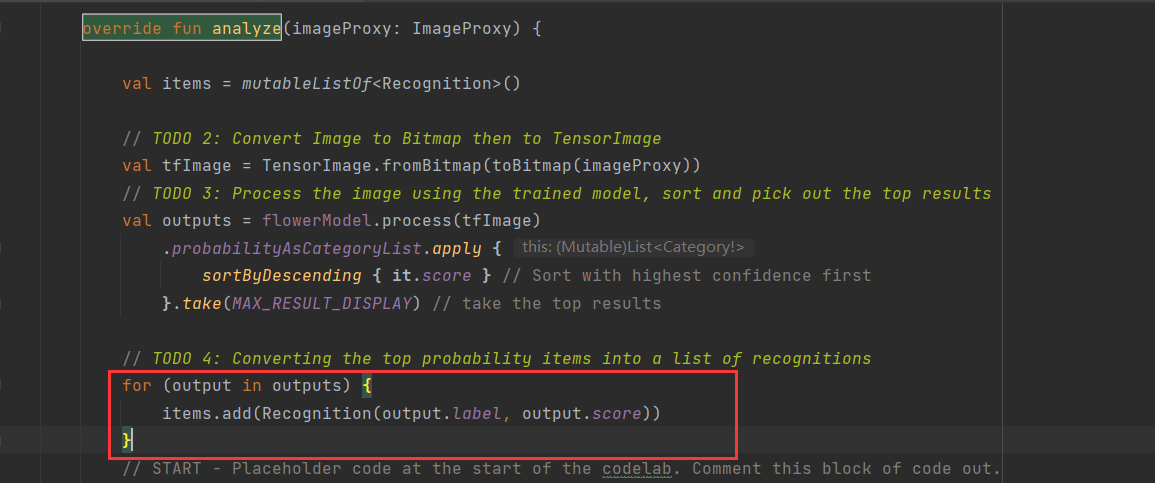 override fun analyze(imageProxy: ImageProxy) {
val items = mutableListOf<Recognition>()
// TODO 2: Convert Image to Bitmap then to TensorImage
val tfImage = TensorImage.fromBitmap(toBitmap(imageProxy))
// TODO 3: Process the image using the trained model, sort and pick out the top results
val outputs = flowerModel.process(tfImage)
.probabilityAsCategoryList.apply { this: (Mutable)List<Category!>
sortByDescending { it.score } // Sort with highest confidence first
}.take(MAX_RESULT_DISPLAY) // take the top results
// TODO 4: Converting the top probability items into a list of recognitions
for (output in outputs) {
items.add(Recognition(output.label, output.score))
}
// START - Placeholder code at the start of the codelab. Comment this block of code out.